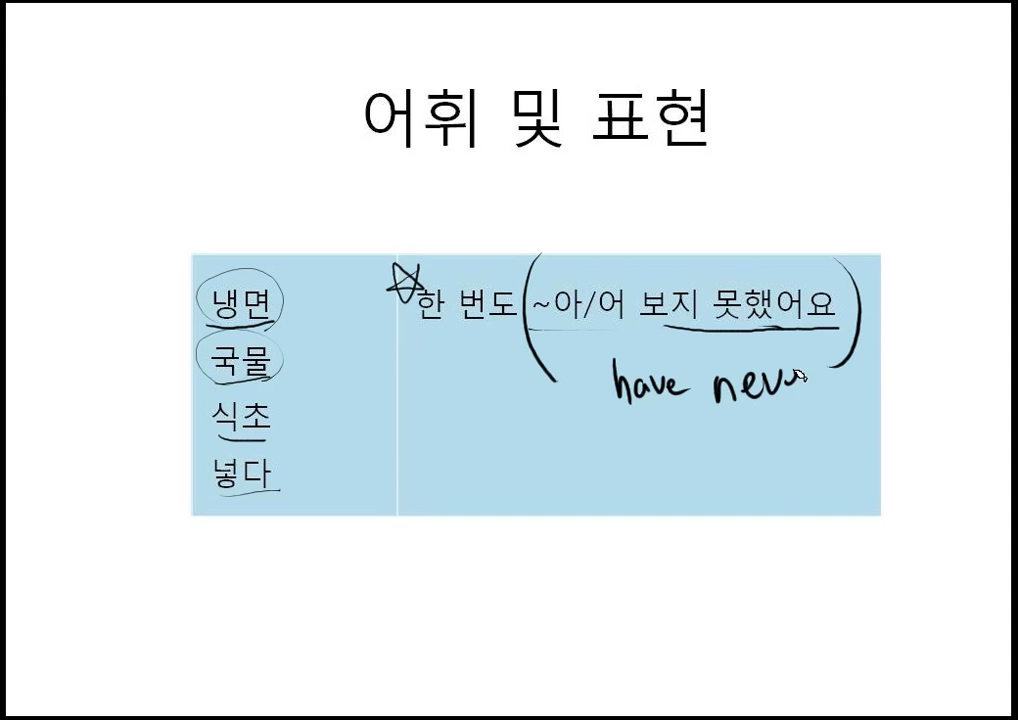 어휘 및 표현
냉면
국물
식초
넣다
한 번도 ~아/어 보지 못했어요
have